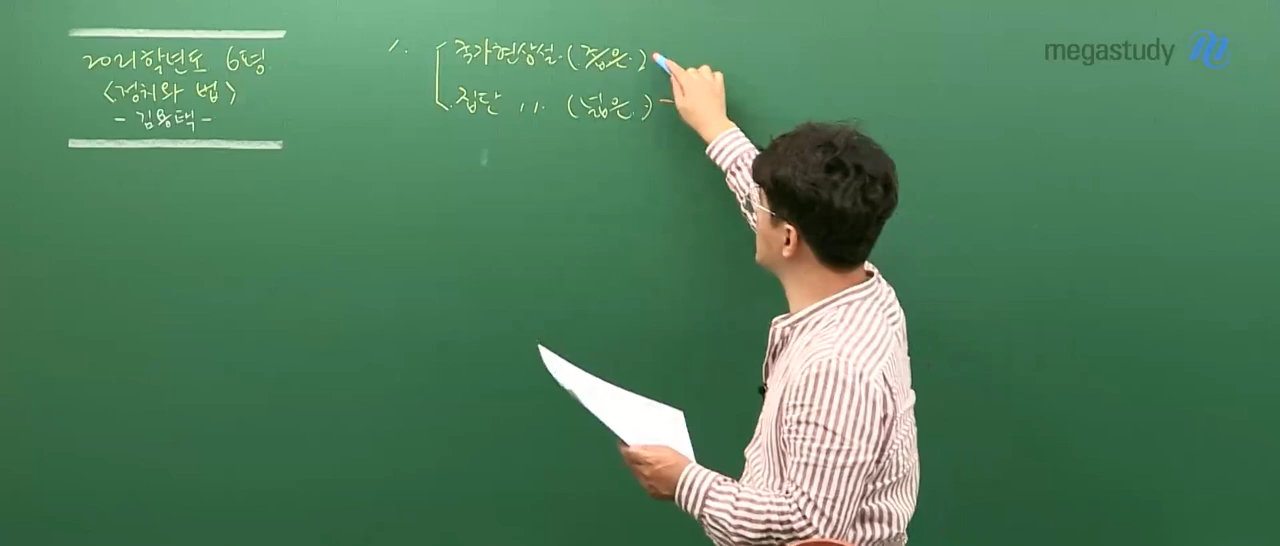 2021학년도 6평
<정치와 법>
- 김용택 -
1. 국가현상설. (좁은.)
집단 〃. (넓은.) -
megastudy